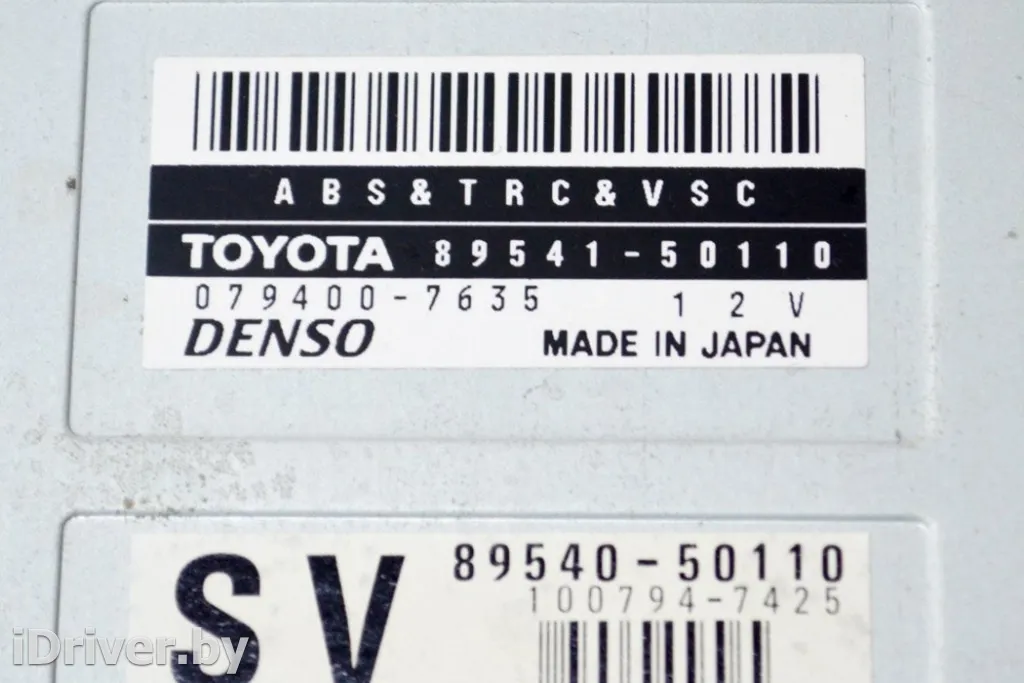 ABS&TRC&VSC
TOYOTA 89541-50110
079400-7635 12V
DENSO MADE IN JAPAN
SV 89540-50110
100794-7425
iDriver.by